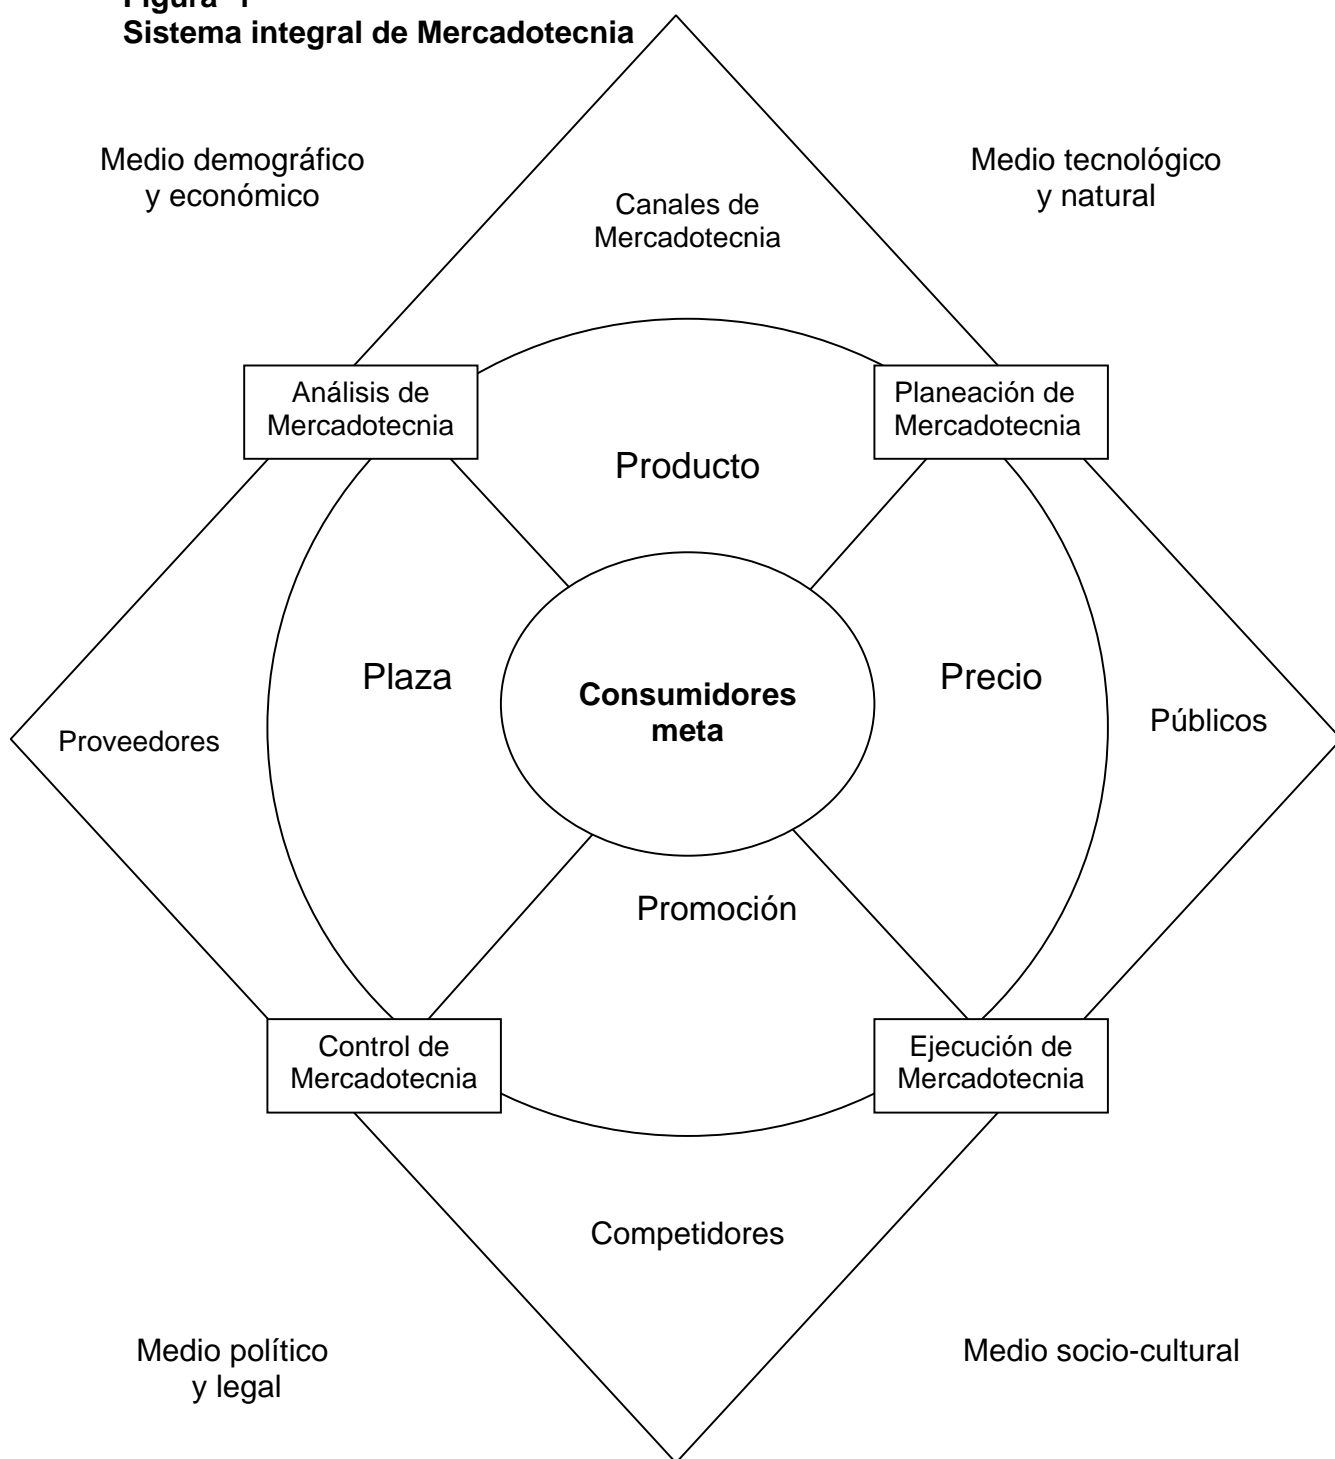 Figura 1
Sistema integral de Mercadotecnia
Medio demográfico
y económico
Medio tecnológico
y natural
Canales de
Mercadotecnia
Análisis de
Mercadotecnia
Planeación de
Mercadotecnia
Producto
Plaza
Consumidores
meta
Precio
Proveedores
Públicos
Promoción
Control de
Mercadotecnia
Ejecución de
Mercadotecnia
Competidores
Medio político
y legal
Medio socio-cultural